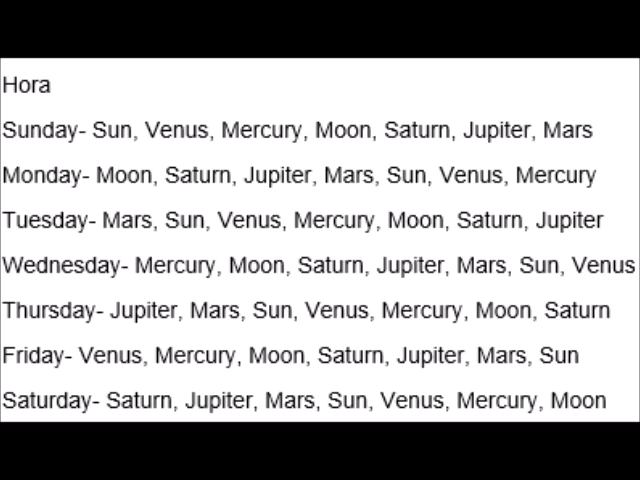 Hora
Sunday- Sun, Venus, Mercury, Moon, Saturn, Jupiter, Mars
Monday- Moon, Saturn, Jupiter, Mars, Sun, Venus, Mercury
Tuesday- Mars, Sun, Venus, Mercury, Moon, Saturn, Jupiter
Wednesday- Mercury, Moon, Saturn, Jupiter, Mars, Sun, Venus
Thursday- Jupiter, Mars, Sun, Venus, Mercury, Moon, Saturn
Friday- Venus, Mercury, Moon, Saturn, Jupiter, Mars, Sun
Saturday- Saturn, Jupiter, Mars, Sun, Venus, Mercury, Moon